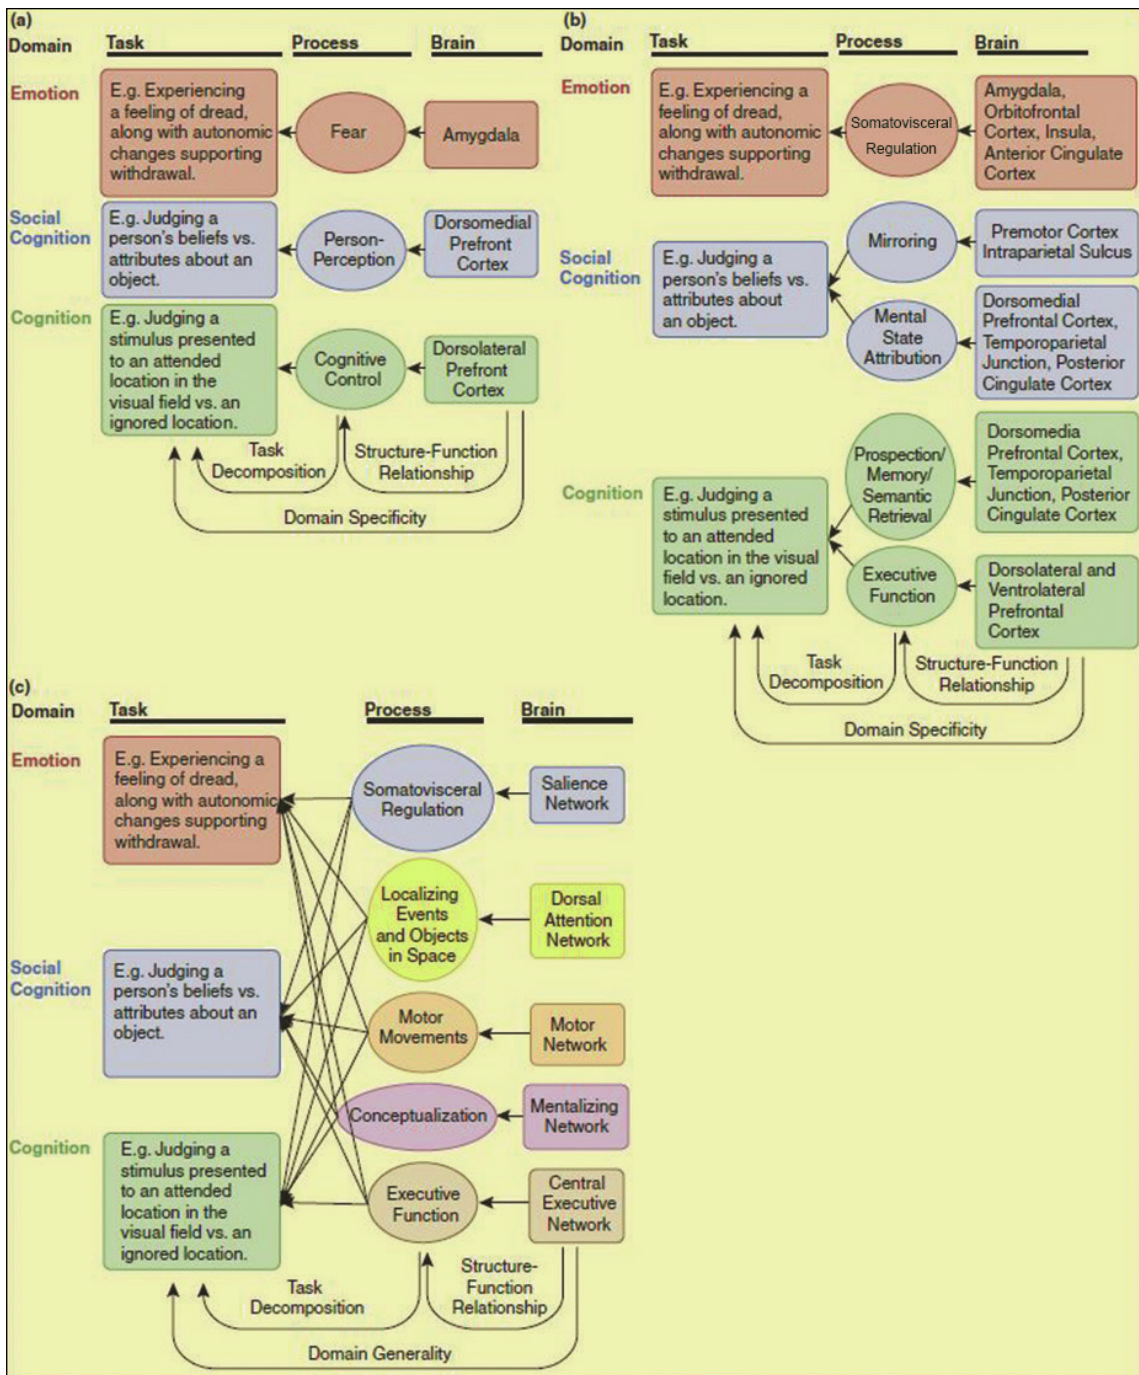 (a)
Domain Task Process Brain
Emotion
E.g. Experiencing
a feeling of dread,
along with autonomic
changes supporting
withdrawal.
Fear
Amygdala
Social
Cognition
E.g. Judging a
person's beliefs vs.
attributes about an
object.
Person-
Perception
Dorsomedial
Prefront
Cortex
Cognition
E.g. Judging a
stimulus presented
to an attended
location in the
visual field vs. an
ignored location.
Cognitive
Control
Dorsolateral
Prefront
Cortex
Task
Decomposition
Structure-Function
Relationship
Domain Specificity
(b)
Domain Task Process Brain
Emotion
E.g. Experiencing a
feeling of dread,
along with autonomic
changes supporting
withdrawal.
Somatovisceral
Regulation
Amygdala,
Orbitofrontal
Cortex, Insula,
Anterior Cingulate
Cortex
Social
Cognition
E.g. Judging a
person's beliefs vs.
attributes about
an object.
Mirroring
Premotor Cortex
Intraparietal Sulcus
Mental
State
Attribution
Dorsomedial
Prefrontal Cortex,
Temporoparietal
Junction, Posterior
Cingulate Cortex
Cognition
E.g. Judging a
stimulus presented
to an attended
location in the visual
field vs. an ignored
location.
Prospection/
Memory/
Semantic
Retrieval
Dorsomedia
Prefrontal Cortex,
Temporoparietal
Junction, Posterior
Cingulate Cortex
Executive
Function
Dorsolateral and
Ventrolateral
Prefrontal
Cortex
Task
Decomposition
Structure-Function
Relationship
Domain Specificity
(c)
Domain Task Process Brain
Emotion
E.g. Experiencing a
feeling of dread,
along with autonomic
changes supporting
withdrawal.
Somatovisceral
Regulation
Salience
Network
Localizing
Events
and Objects
in Space
Dorsal
Attention
Network
Social
Cognition
E.g. Judging a
person's beliefs vs.
attributes about an
object.
Motor
Movements
Motor
Network
Conceptualization
Mentalizing
Network
Cognition
E.g. Judging a
stimulus presented
to an attended
location in the
visual field vs. an
ignored location.
Executive
Function
Central
Executive
Network
Task
Decomposition
Structure-
Function
Relationship
Domain Generality